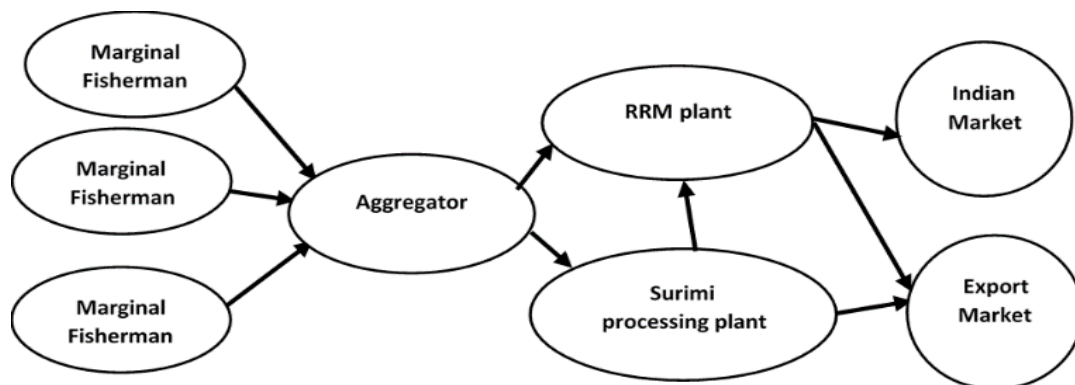 Marginal
Fisherman
Marginal
Fisherman
Marginal
Fisherman
Aggregator
RRM plant
Surimi
processing plant
Indian
Market
Export
Market